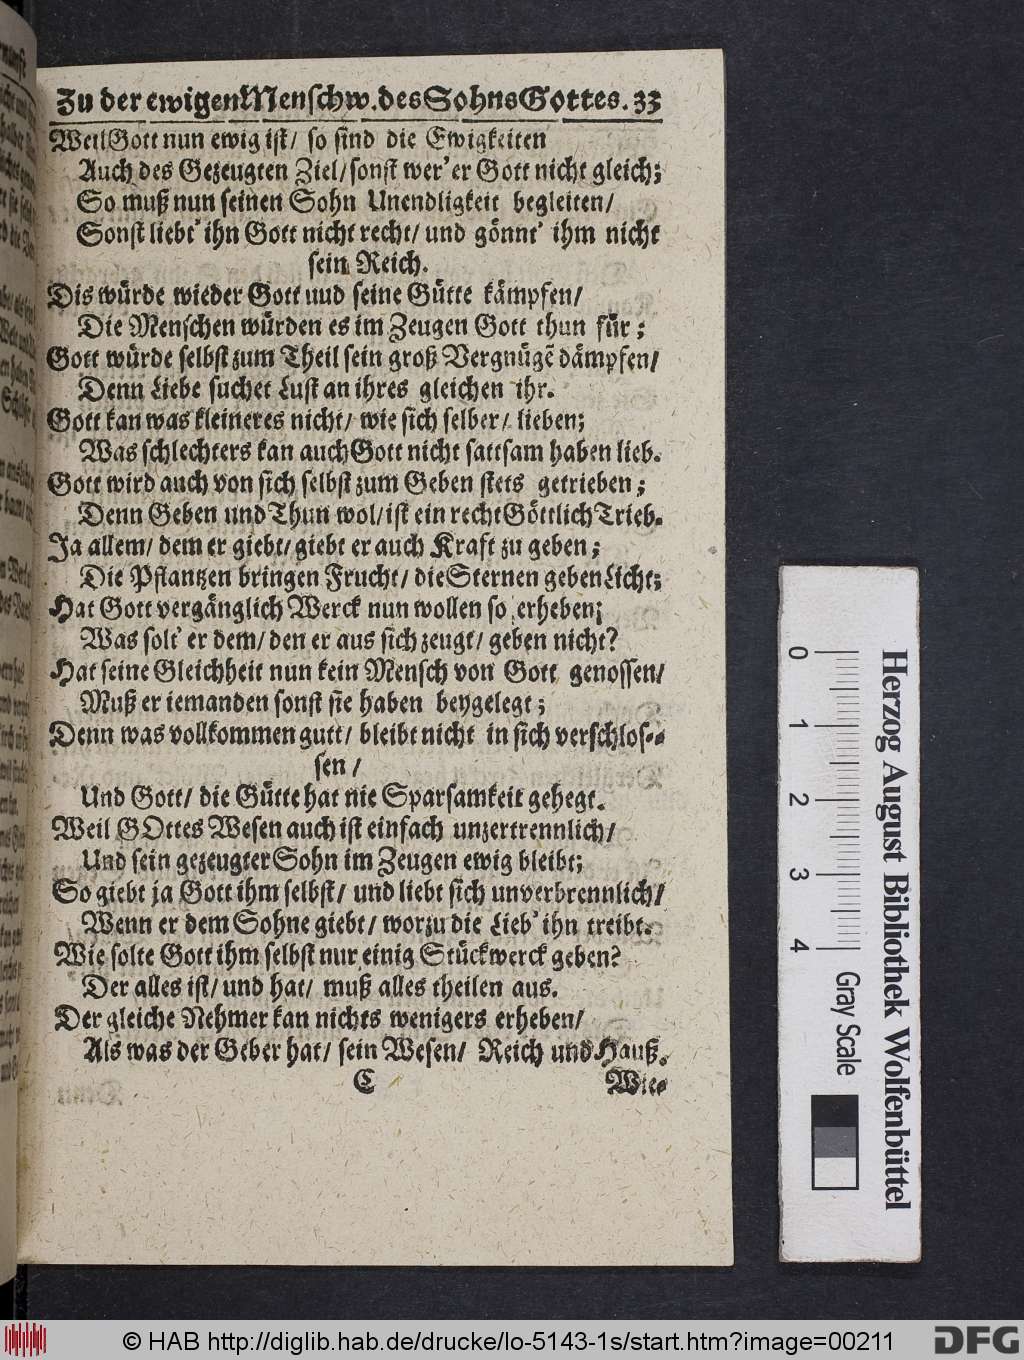 Zu der ewigen Menschw. des Sohns Gottes. 33
Weil Gott nun ewig ist/ so sind die Ewigkeiten
Auch des Gezeugten Ziel/ sonst wer' er Gott nicht gleich;
So muß nun seinen Sohn Unendligkeit begleiten/
Sonst liebt' ihn Gott nicht recht/ und gönnt' ihm nicht
sein Reich.
Dis würde wieder Gott uud seine Gütte kämpfen/
Die Menschen würden es im Zeugen Gott thun für;
Gott würde selbst zum Theil sein groß Vergnügẽ dämpfen/
Denn Liebe suchet Lust an ihres gleichen ihr.
Gott kan was kleineres nicht/ wie sich selber/ lieben;
Was schlechters kan auch Gott nicht sattsam haben lieb.
Gott wird auch von sich selbst zum Geben stets getrieben;
Denn Geben und Thun wol/ ist ein recht Göttlich Trieb.
Ja allem/ dem er giebt/ giebt er auch Kraft zu geben;
Die Pflantzen bringen Frucht/ die Sternen geben Licht;
Hat Gott vergänglich Werck nun wollen so erheben;
Was solt' er dem/ den er aus sich zeugt/ geben nicht?
Hat seine Gleichheit nun kein Mensch von Gott genossen/
Muß er iemanden sonst sie haben beygelegt;
Denn was vollkommen gutt/ bleibt nicht in sich verschlos-
sen/
Und Gott/ die Gütte hat nie Sparsamkeit gehegt.
Weil GOttes Wesen auch ist einfach unzertrennlich/
Und sein gezeugter Sohn im Zeugen ewig bleibt;
So giebt ja Gott ihm selbst/ und liebt sich unverbrennlich/
Wenn er dem Sohne giebt/ worzu die Lieb' ihn treibt.
Wie solte Gott ihm selbst nur einig Stückwerck geben?
Der alles ist/ und hat/ muß alles theilen aus.
Der gleiche Nehmer kan nichts wenigers erheben/
Als was der Geber hat/ sein Wesen/ Reich und Hauß.
C Wie-
0 1 2 3 4 Gray Scale
Herzog August Bibliothek Wolfenbüttel
© HAB http://diglib.hab.de/drucke/lo-5143-1s/start.htm?image=00211 DFG